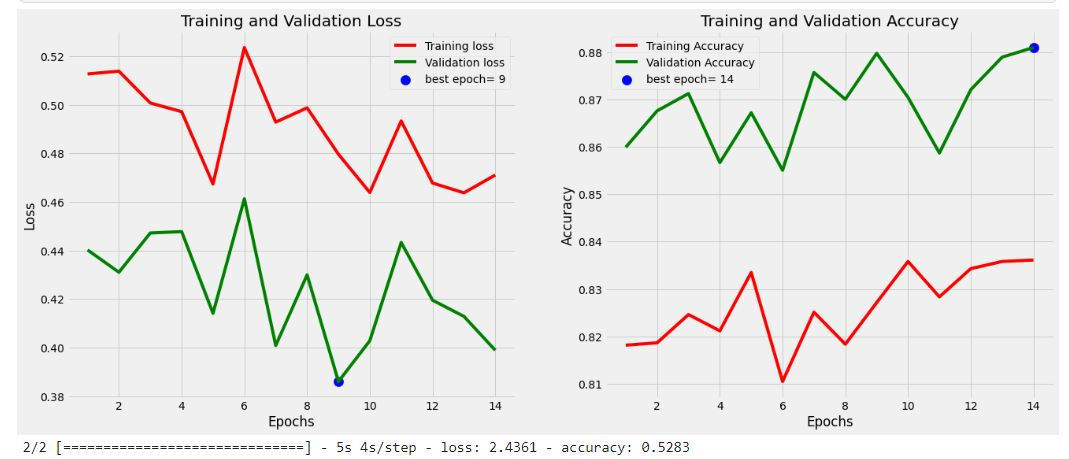 Training and Validation Loss
Training loss
Validation loss
best epoch= 9
0.52
0.50
0.48
0.46
0.44
0.42
0.40
0.38
Loss
2 4 6 8 10 12 14
Epochs
Training and Validation Accuracy
Training Accuracy
Validation Accuracy
best epoch= 14
0.88
0.87
0.86
0.85
0.84
0.83
0.82
0.81
Accuracy
2 4 6 8 10 12 14
Epochs
2/2 [==============================] - 5s 4s/step - loss: 2.4361 - accuracy: 0.5283